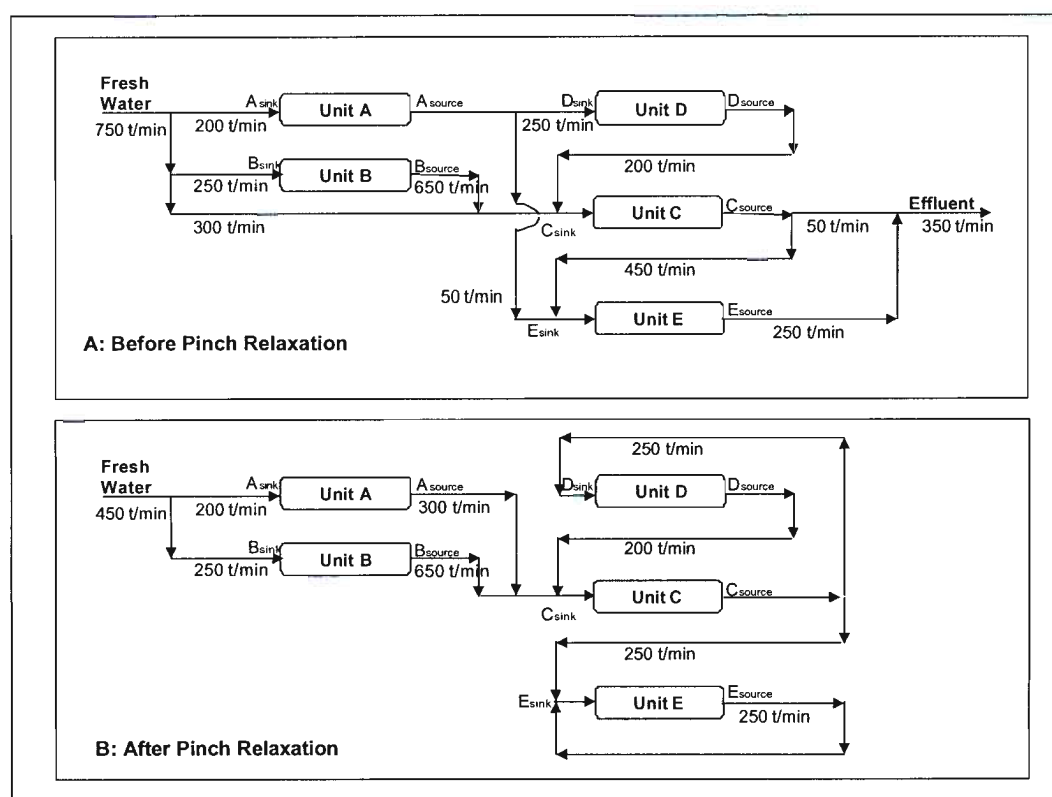 Fresh
Water
750 t/min
A sink
200 t/min
Unit A
A source
D sink
250 t/min
Unit D
D source
200 t/min
B sink
250 t/min
Unit B
B source
650 t/min
300 t/min
C sink
Unit C
C source
50 t/min
Effluent
350 t/min
450 t/min
50 t/min
E sink
Unit E
E source
250 t/min
A: Before Pinch Relaxation
250 t/min
Fresh
Water
450 t/min
A sink
200 t/min
Unit A
A source
300 t/min
D sink
Unit D
D source
200 t/min
B sink
250 t/min
Unit B
B source
650 t/min
C sink
Unit C
C source
250 t/min
E sink
Unit E
E source
250 t/min
B: After Pinch Relaxation